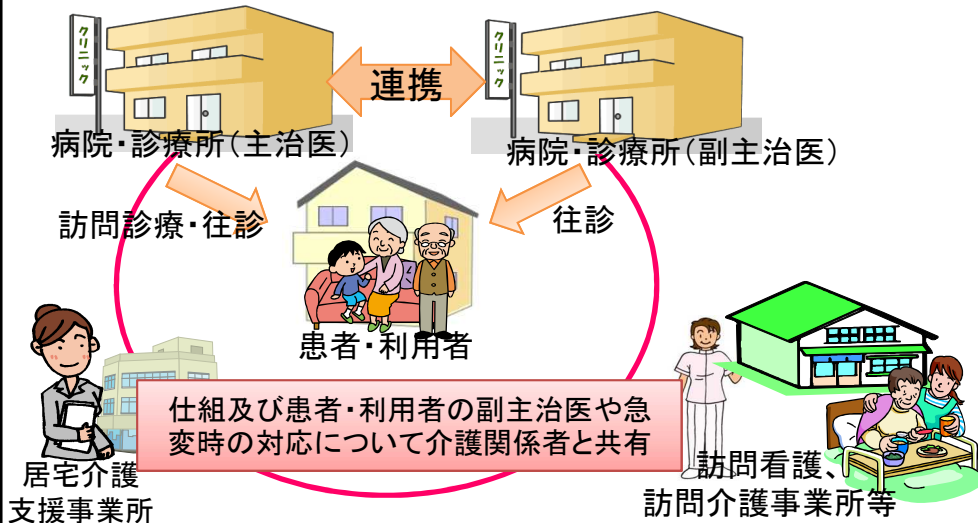 クリニック
クリニック
連携
病院・診療所(主治医)
病院・診療所(副主治医)
訪問診療・往診
往診
患者・利用者
仕組及び患者・利用者の副主治医や急
変時の対応について介護関係者と共有
居宅介護
支援事業所
訪問看護、
訪問介護事業所等